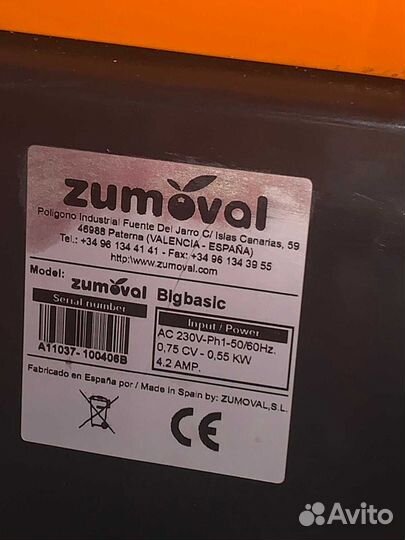 zumoval
Poligono Industrial Fuente Del Jarro C/ Islas Canarias, 59
46988 Paterna (VALENCIA - ESPAÑA)
Tel.: +34 96 134 41 41 - Fax: +34 96 134 39 55
http:\www.zumoval.com
Model: zumoval Bigbasic
Serial number
A11037-100406B
Input / Power
AC 230V-Ph1-50/60Hz.
0,75 CV - 0,55 KW
4.2 AMP.
Fabricado en España por / Made in Spain by: ZUMOVAL,S.L.
CE
Avito